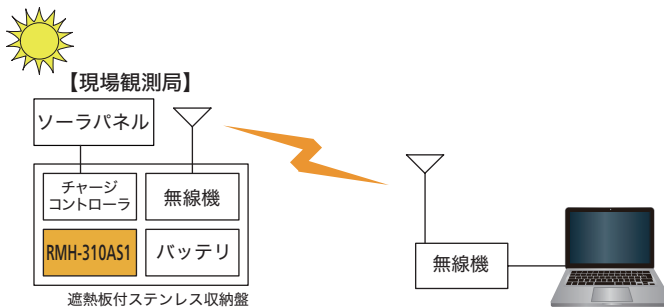 【現場観測局】
ソーラパネル
チャージ
コントローラ
無線機
RMH-310AS1
バッテリ
遮熱板付ステンレス収納盤
無線機